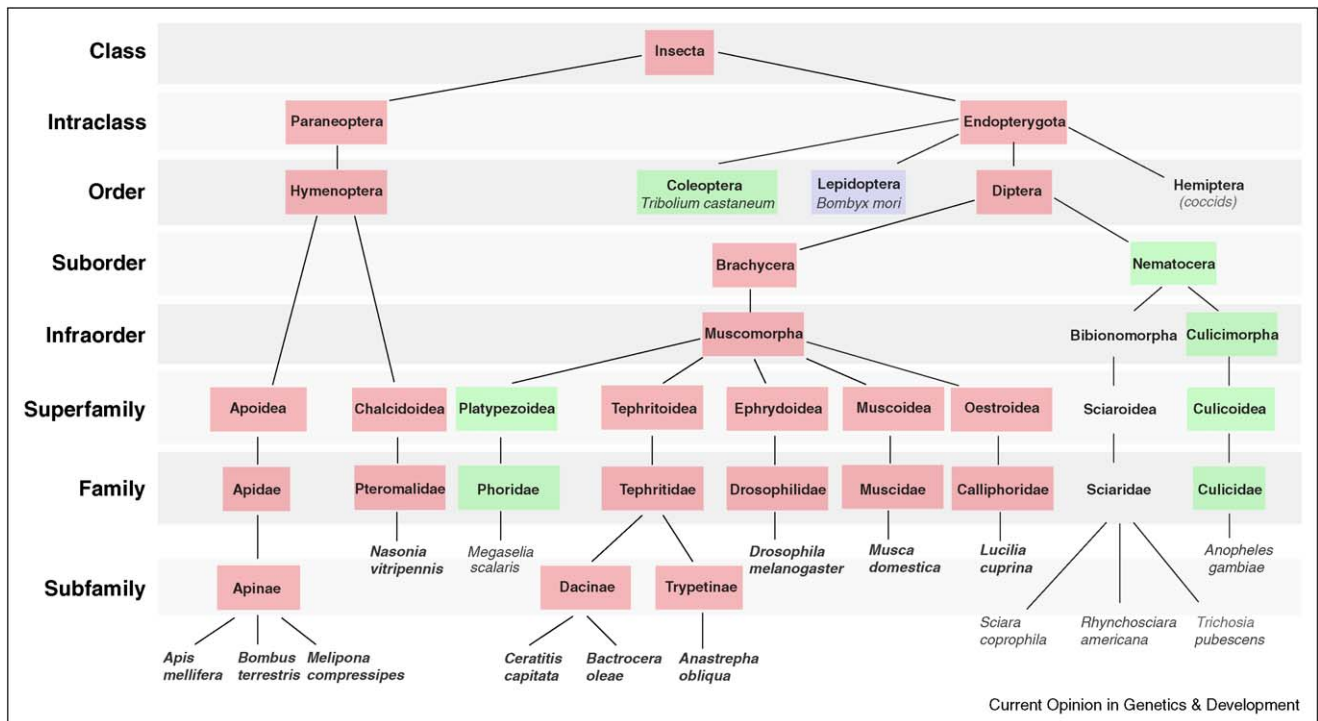 Class
Insecta
Intraclass
Paraneoptera
Endopterygota
Order
Hymenoptera
Coleoptera
Tribolium castaneum
Lepidoptera
Bombyx mori
Diptera
Hemiptera
(coccids)
Suborder
Brachycera
Nematocera
Infraorder
Muscomorpha
Bibionomorpha
Culicimorpha
Superfamily
Apoidea
Chalcidoidea
Platypezoidea
Tephritoidea
Ephrydoidea
Muscoidea
Oestroidea
Sciaroidea
Culicoidea
Family
Apidae
Pteromalidae
Phoridae
Tephritidae
Drosophilidae
Muscidae
Calliphoridae
Sciaridae
Culicidae
Nasonia
vitripennis
Megaselia
scalaris
Drosophila
melanogaster
Musca
domestica
Lucilia
cuprina
Anopheles
gambiae
Subfamily
Apinae
Dacinae
Trypetinae
Sciara
coprophila
Rhynchosciara
americana
Trichosia
pubescens
Apis
mellifera
Bombus
terrestris
Melipona
compressipes
Ceratitis
capitata
Bactrocera
oleae
Anastrepha
obliqua
Current Opinion in Genetics & Development